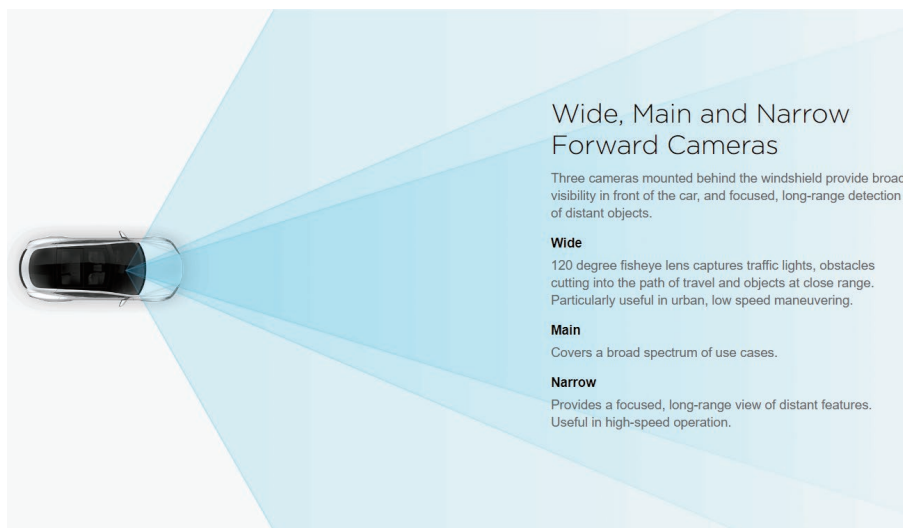 Wide, Main and Narrow
Forward Cameras
Three cameras mounted behind the windshield provide broad
visibility in front of the car, and focused, long-range detection
of distant objects.
Wide
120 degree fisheye lens captures traffic lights, obstacles
cutting into the path of travel and objects at close range.
Particularly useful in urban, low speed maneuvering.
Main
Covers a broad spectrum of use cases.
Narrow
Provides a focused, long-range view of distant features.
Useful in high-speed operation.